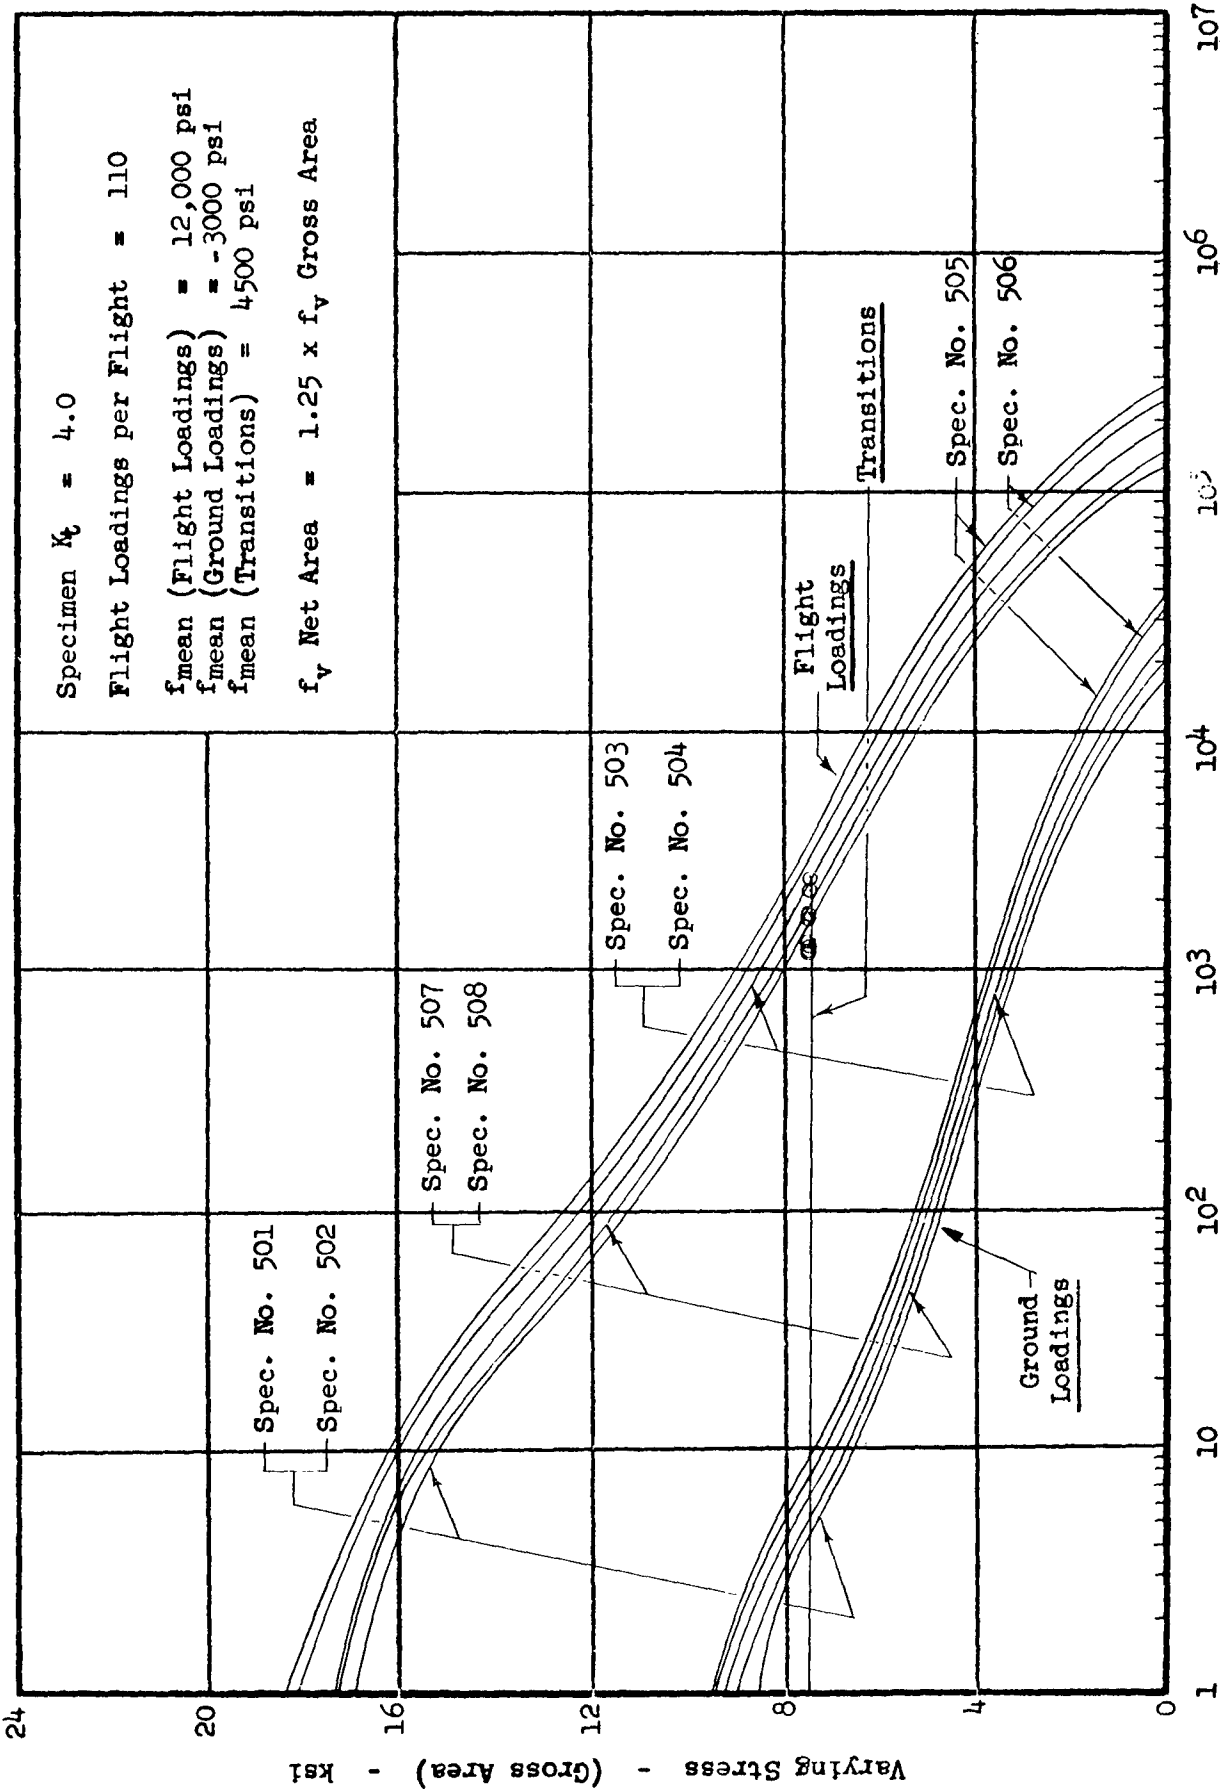 Specimen Kt = 4.0
Flight Loadings per Flight = 110
fmean (Flight Loadings) = 12,000 psi
fmean (Ground Loadings) = -3000 psi
fmean (Transitions) = 4500 psi
fv Net Area = 1.25 x fv Gross Area
Spec. No. 501
Spec. No. 502
Spec. No. 507
Spec. No. 508
Spec. No. 503
Spec. No. 504
Flight
Loadings
Transitions
Spec. No. 505
Spec. No. 506
Ground
Loadings
Varying Stress - (Gross Area) - ksi
24
20
16
12
8
4
0
1
10
10²
10³
10⁴
10⁵
10⁶
10⁷